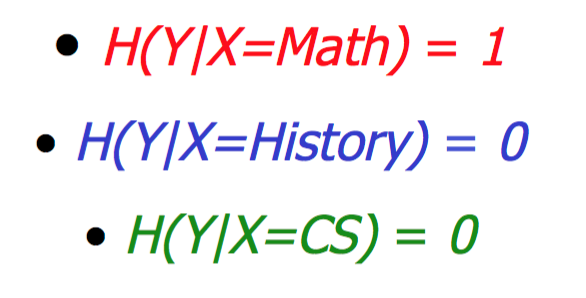 • H(Y|X=Math) = 1
• H(Y|X=History) = 0
• H(Y|X=CS) = 0